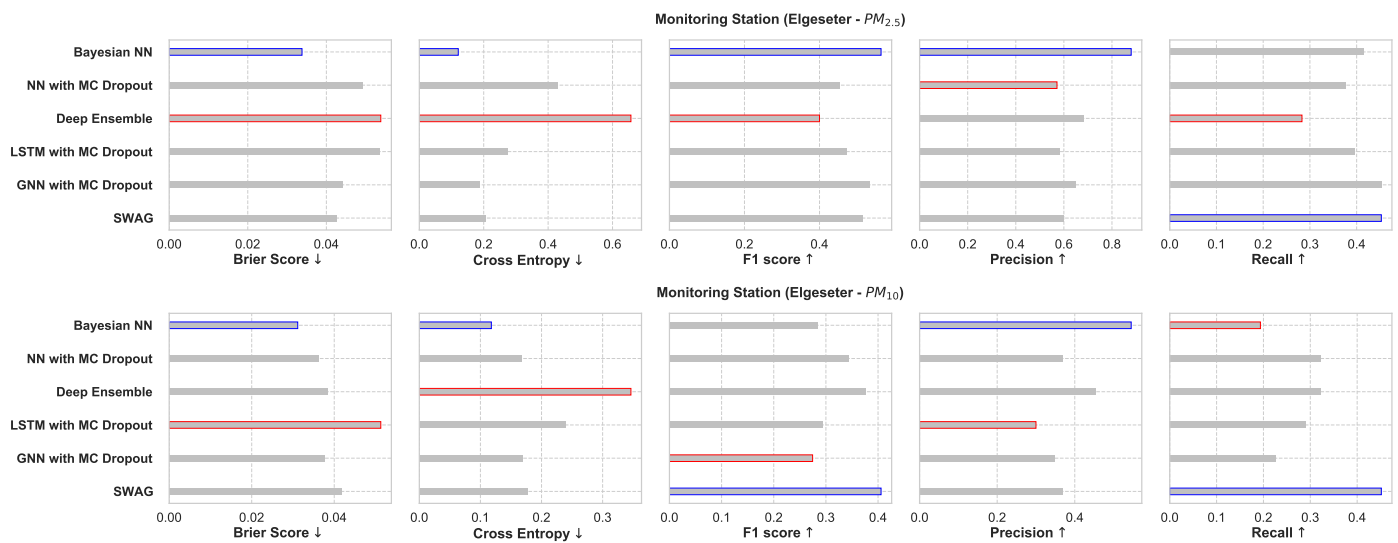 Monitoring Station (Elgeseter - PM2.5)
Bayesian NN
NN with MC Dropout
Deep Ensemble
LSTM with MC Dropout
GNN with MC Dropout
SWAG
0.00 0.04
Brier Score ↓
0.0 0.2 0.4 0.6
Cross Entropy ↓
0.0 0.2 0.4
F1 score ↑
0.0 0.2 0.4 0.6 0.8
Precision ↑
0.0 0.1 0.2 0.3 0.4
Recall ↑
Monitoring Station (Elgeseter - PM10)
Bayesian NN
NN with MC Dropout
Deep Ensemble
LSTM with MC Dropout
GNN with MC Dropout
SWAG
0.00 0.02 0.04
Brier Score ↓
0.0 0.1 0.2 0.3
Cross Entropy ↓
0.0 0.1 0.2 0.3 0.4
F1 score ↑
0.0 0.2 0.4
Precision ↑
0.0 0.1 0.2 0.3 0.4
Recall ↑